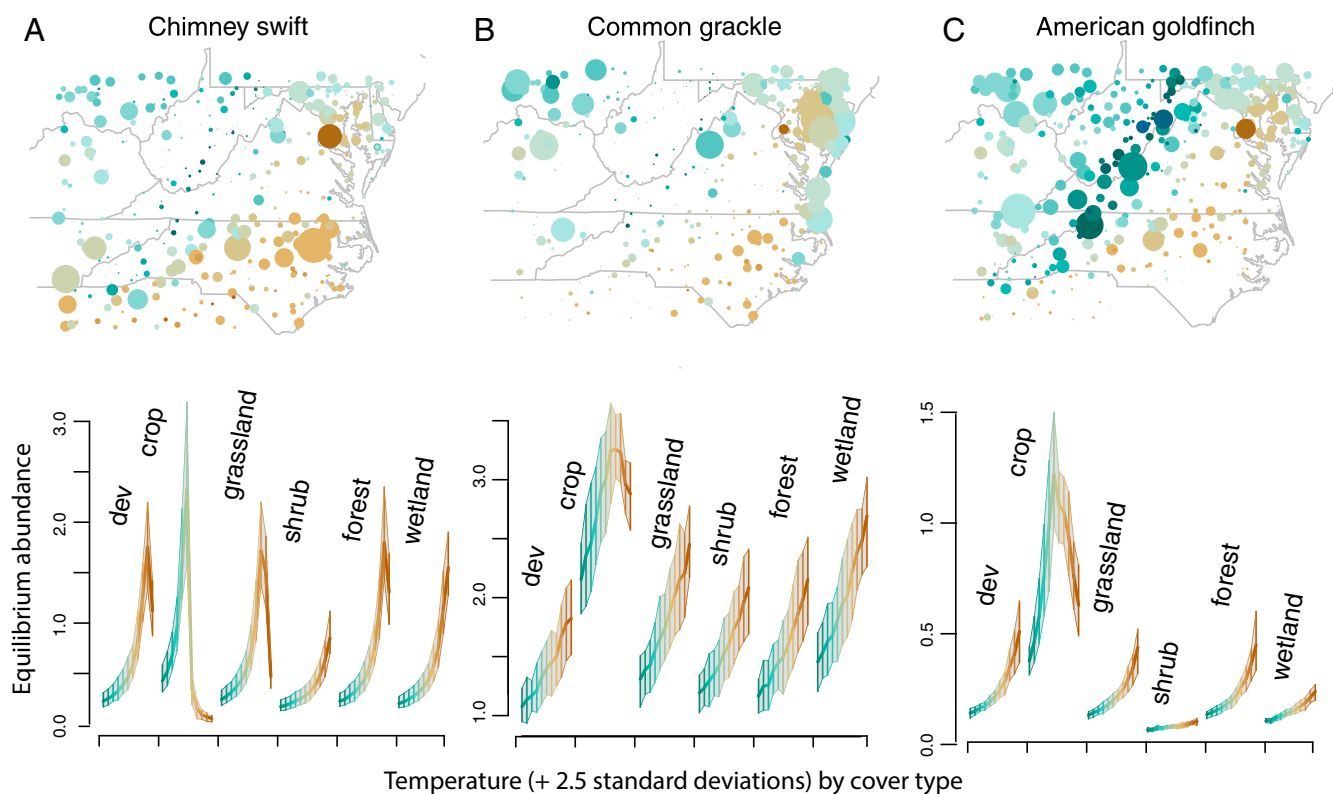 A Chimney swift
B Common grackle
C American goldfinch
Equilibrium abundance
3.0
2.0
1.0
0.0
dev
crop
grassland
shrub
forest
wetland
3.0
2.0
1.0
dev
crop
grassland
shrub
forest
wetland
1.5
1.0
0.5
0.0
dev
crop
grassland
shrub
forest
wetland
Temperature (+ 2.5 standard deviations) by cover type